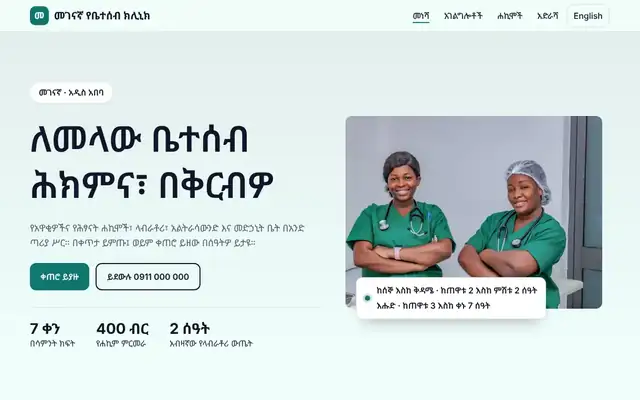 መ መገናኛ የቤተሰብ ክሊኒክ
መነሻ አገልግሎቶች ሐኪሞች አድራሻ English
መገናኛ · አዲስ አበባ
ለመላው ቤተሰብ
ሕክምና፣ በቅርብዎ
የአዋቂዎችና የሕፃናት ሐኪሞች፣ ላብራቶሪ፣ አልትራሳውንድ እና መድኃኒት ቤት በአንድ
ጣሪያ ሥር። በቀጥታ ይምጡ፤ ወይም ቀጠሮ ይዘው በሰዓትዎ ይታዩ።
ቀጠሮ ይያዙ ይደውሉ 0911 000 000
ከሰኞ እስከ ቅዳሜ · ከጠዋቱ 2 እስከ ምሽቱ 2 ሰዓት
እሑድ · ከጠዋቱ 3 እስከ ቀኑ 7 ሰዓት
7 ቀን 400 ብር 2 ሰዓት
በሳምንት ክፍት የሐኪም ምርመራ አብዛኛው የላብራቶሪ ውጤት